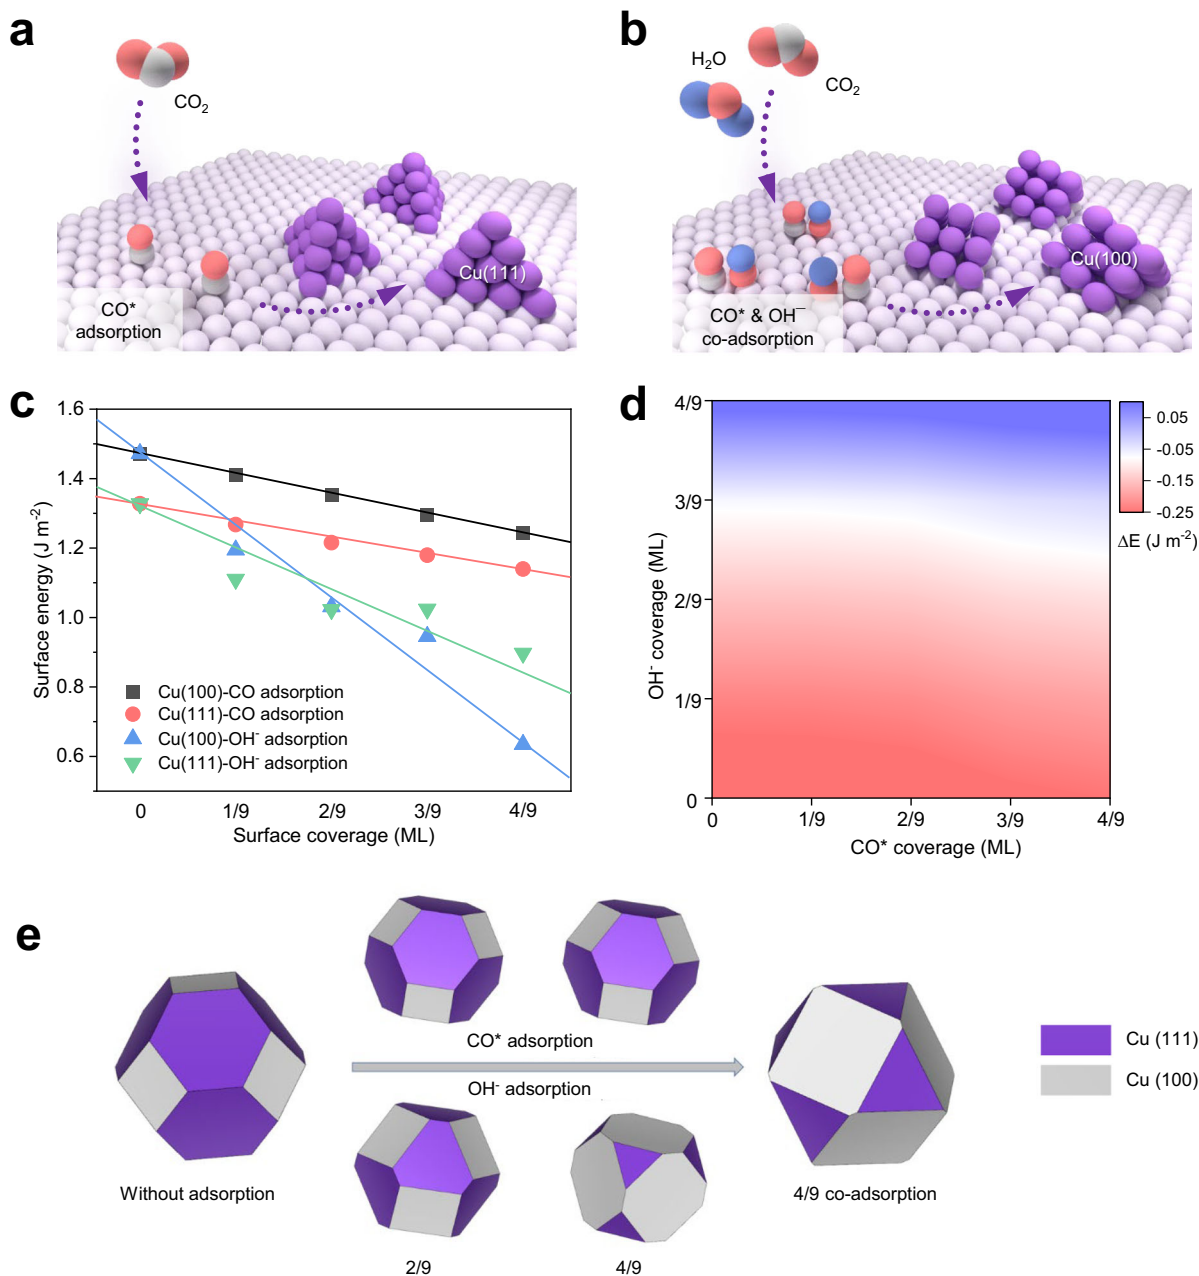 a
CO₂
Cu(111)
CO*
adsorption
b
H₂O
CO₂
Cu(100)
CO* & OH⁻
co-adsorption
c
1.6
1.4
1.2
1.0
0.8
0.6
Surface energy (J m⁻²)
Cu(100)-CO adsorption
Cu(111)-CO adsorption
Cu(100)-OH⁻ adsorption
Cu(111)-OH⁻ adsorption
0 1/9 2/9 3/9 4/9
Surface coverage (ML)
d
4/9
3/9
2/9
1/9
0
OH⁻ coverage (ML)
0 1/9 2/9 3/9 4/9
CO* coverage (ML)
0.05
-0.05
-0.15
-0.25
ΔE (J m⁻²)
e
CO* adsorption
OH⁻ adsorption
Without adsorption
2/9
4/9
4/9 co-adsorption
Cu (111)
Cu (100)